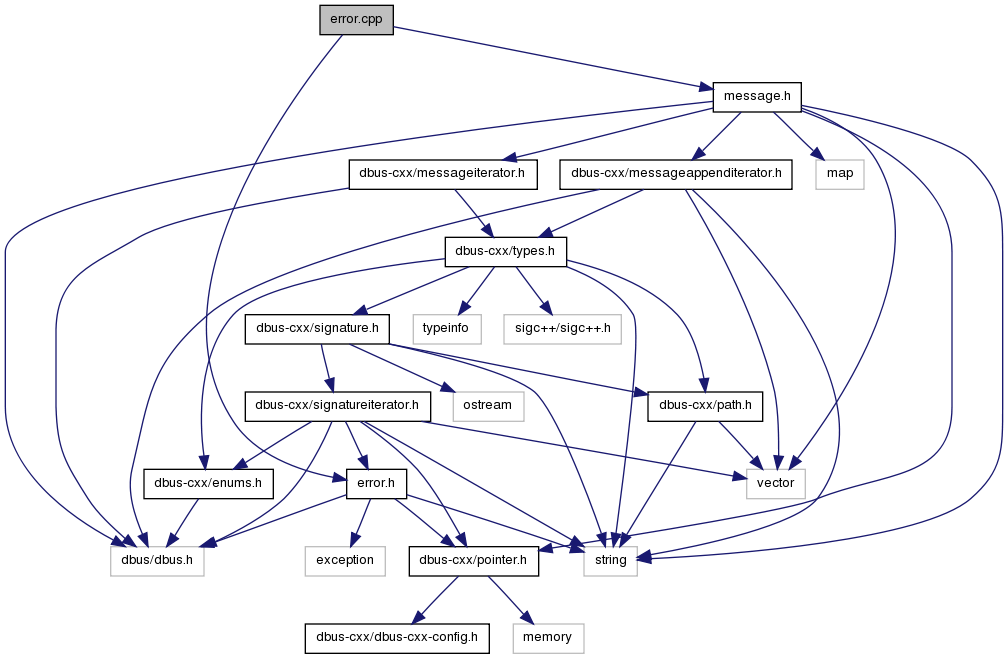 error.cpp
message.h
dbus-cxx/messageiterator.h
dbus-cxx/messageappenditerator.h
map
dbus-cxx/types.h
dbus-cxx/signature.h
typeinfo
sigc++/sigc++.h
dbus-cxx/signatureiterator.h
ostream
dbus-cxx/path.h
dbus-cxx/enums.h
error.h
vector
dbus/dbus.h
exception
dbus-cxx/pointer.h
string
dbus-cxx/dbus-cxx-config.h
memory